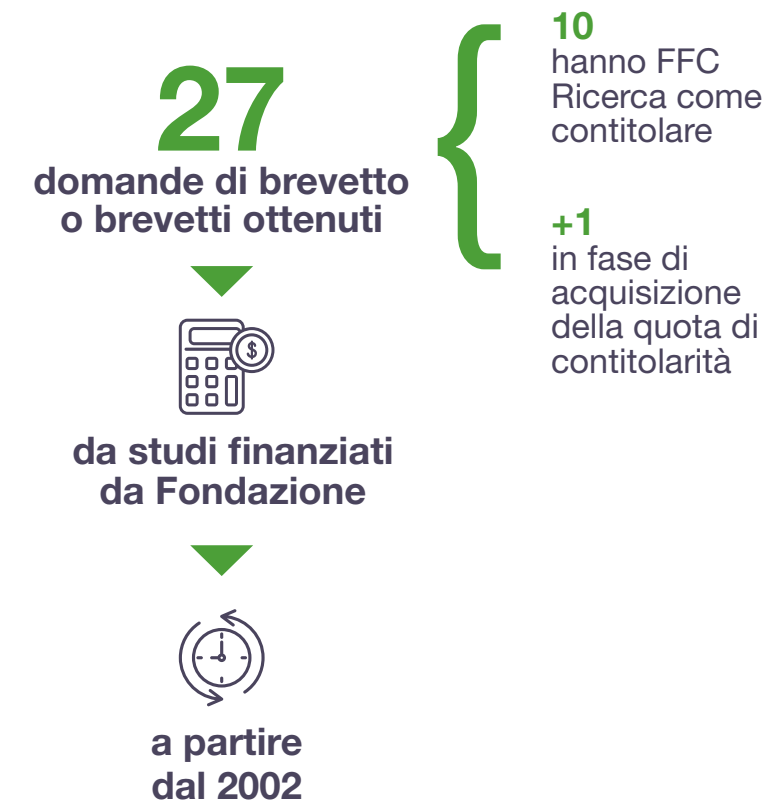 27
domande di brevetto
o brevetti ottenuti
10
hanno FFC
Ricerca come
contitolare
+1
in fase di
acquisizione
della quota di
contitolarità
$
da studi finanziati
da Fondazione
a partire
dal 2002